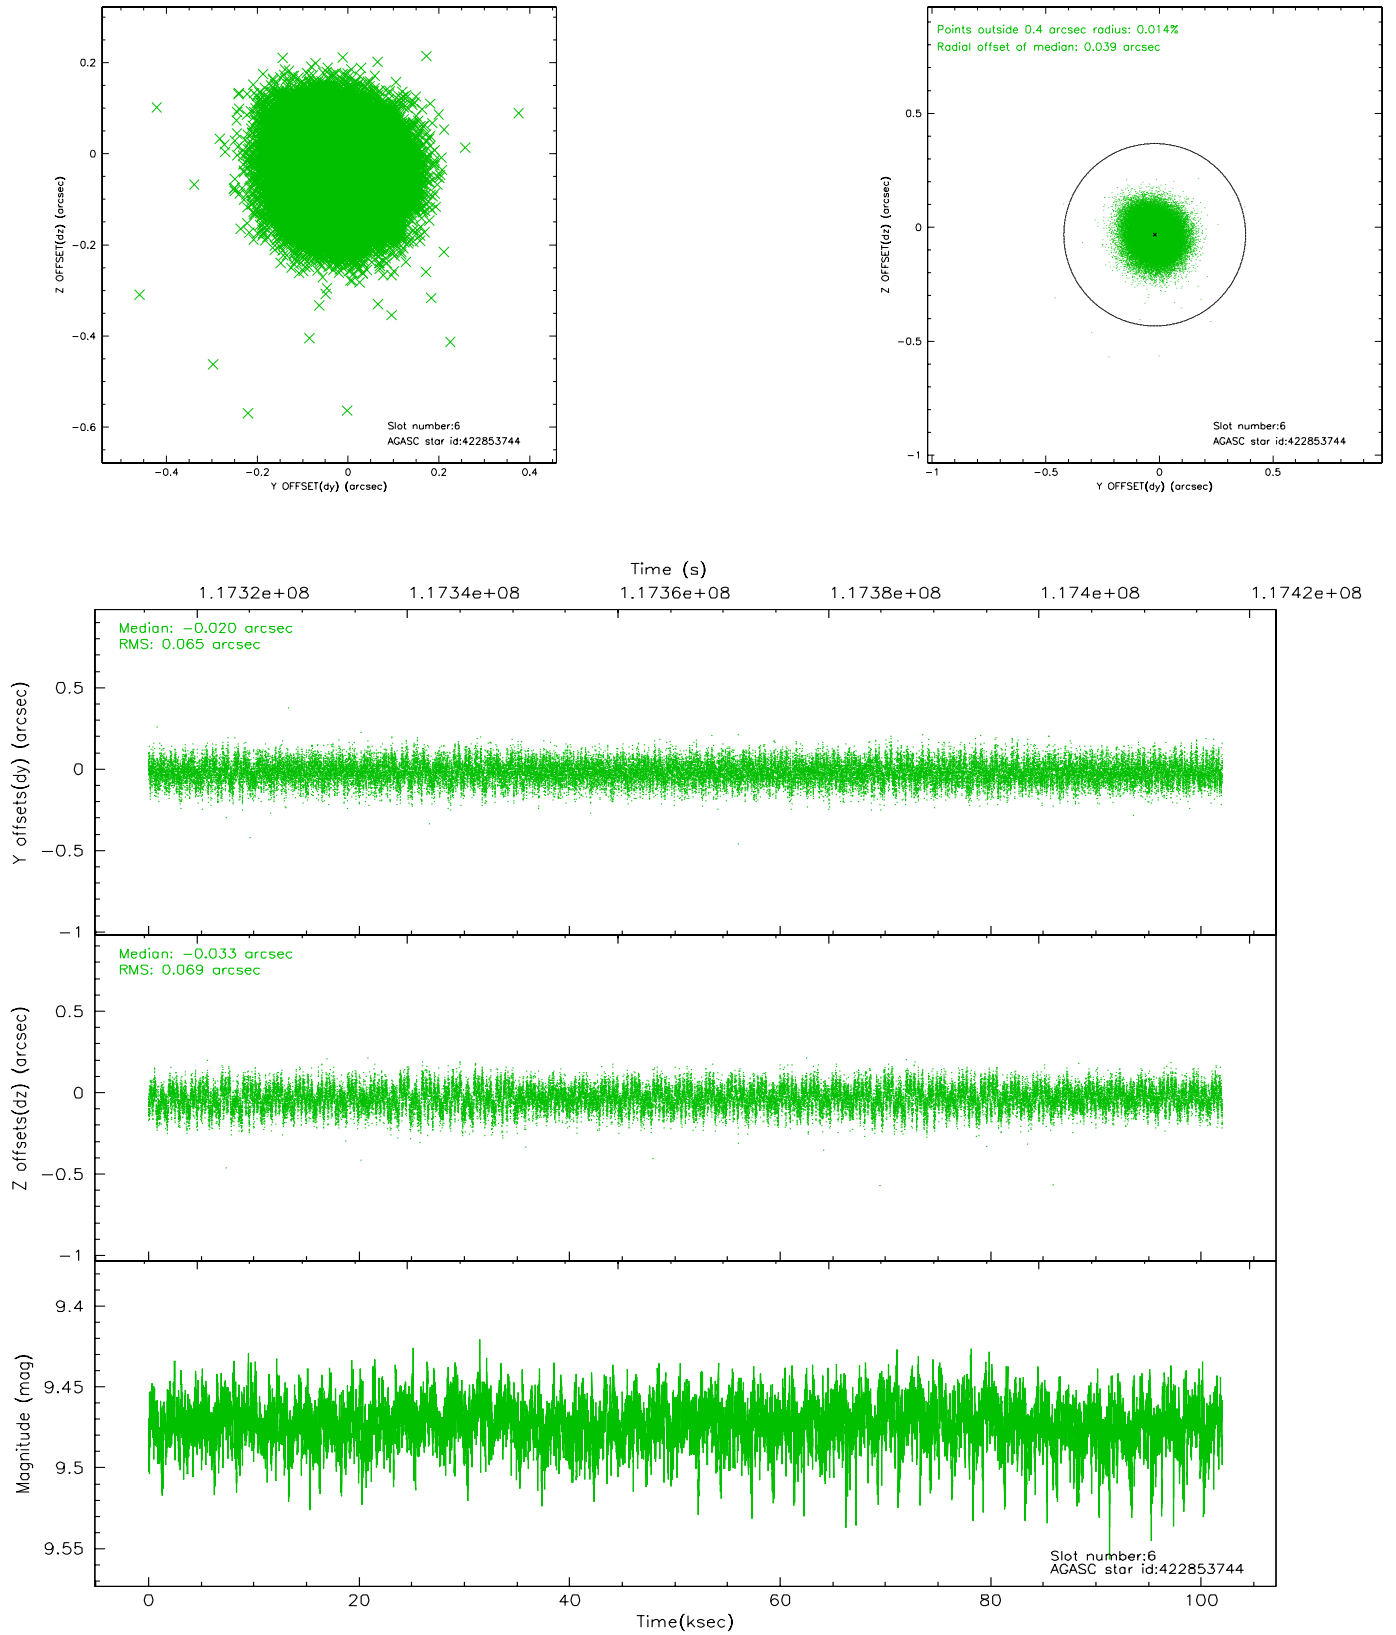 0.2
0
−0.2
−0.4
−0.6
Z OFFSET(dz) (arcsec)
Slot number:6
AGASC star id:422853744
−0.4
−0.2
0
0.2
0.4
Y OFFSET(dy) (arcsec)
Points outside 0.4 arcsec radius: 0.014%
Radial offset of median: 0.039 arcsec
0.5
0
−0.5
−1
Z OFFSET(dz) (arcsec)
Slot number:6
AGASC star id:422853744
−1
−0.5
0
0.5
Y OFFSET(dy) (arcsec)
Time (s)
1.1732e+08
1.1734e+08
1.1736e+08
1.1738e+08
1.174e+08
1.1742e+08
Median: −0.020 arcsec
RMS: 0.065 arcsec
0.5
0
−0.5
−1
Y offsets(dy) (arcsec)
Median: −0.033 arcsec
RMS: 0.069 arcsec
0.5
0
−0.5
−1
Z offsets(dz) (arcsec)
9.4
9.45
9.5
9.55
Magnitude (mag)
Slot number:6
AGASC star id:422853744
0
20
40
60
80
100
Time(ksec)